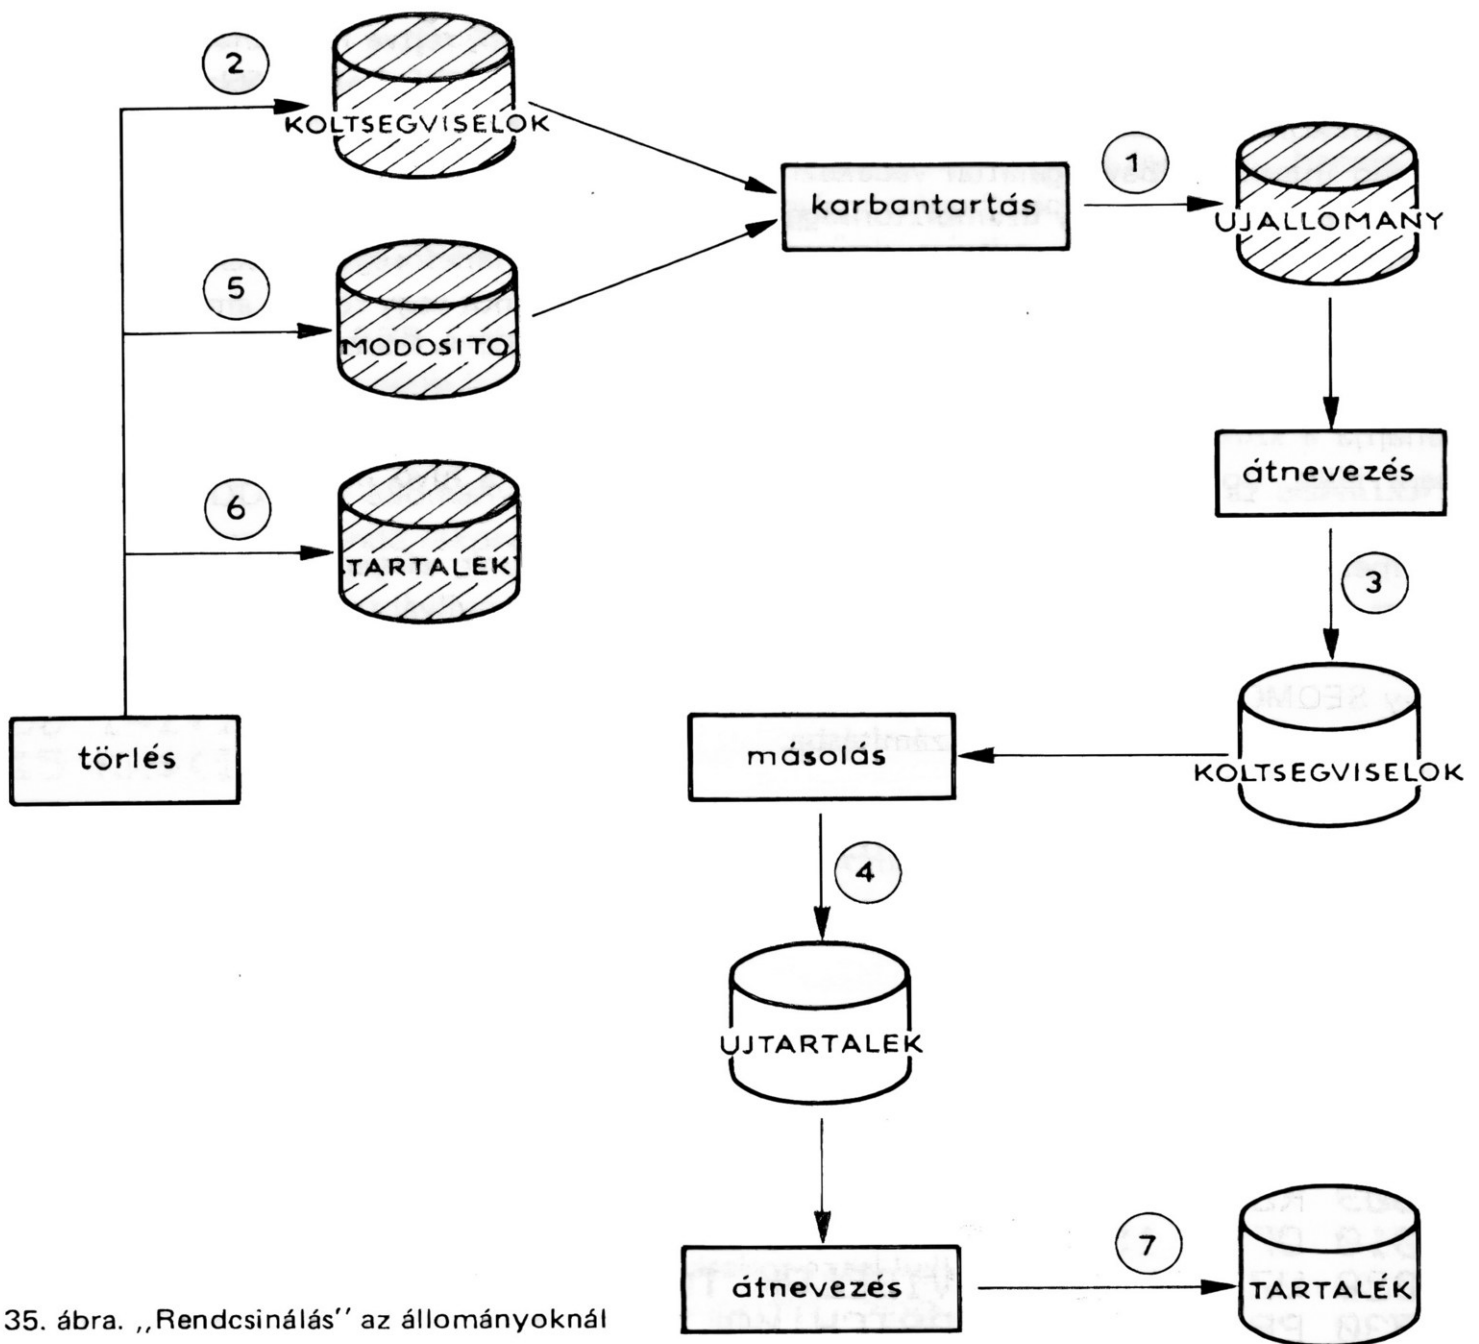 2
KOLTSEGVISELOK
1
karbantartás
UJALLOMANY
5
MODOSITO
átnevezés
6
TARTALEK
3
törlés
másolás
KOLTSEGVISELOK
4
UJTARTALEK
7
átnevezés
TARTALÉK
35. ábra. ,,Rendcsinálás'' az állományoknál